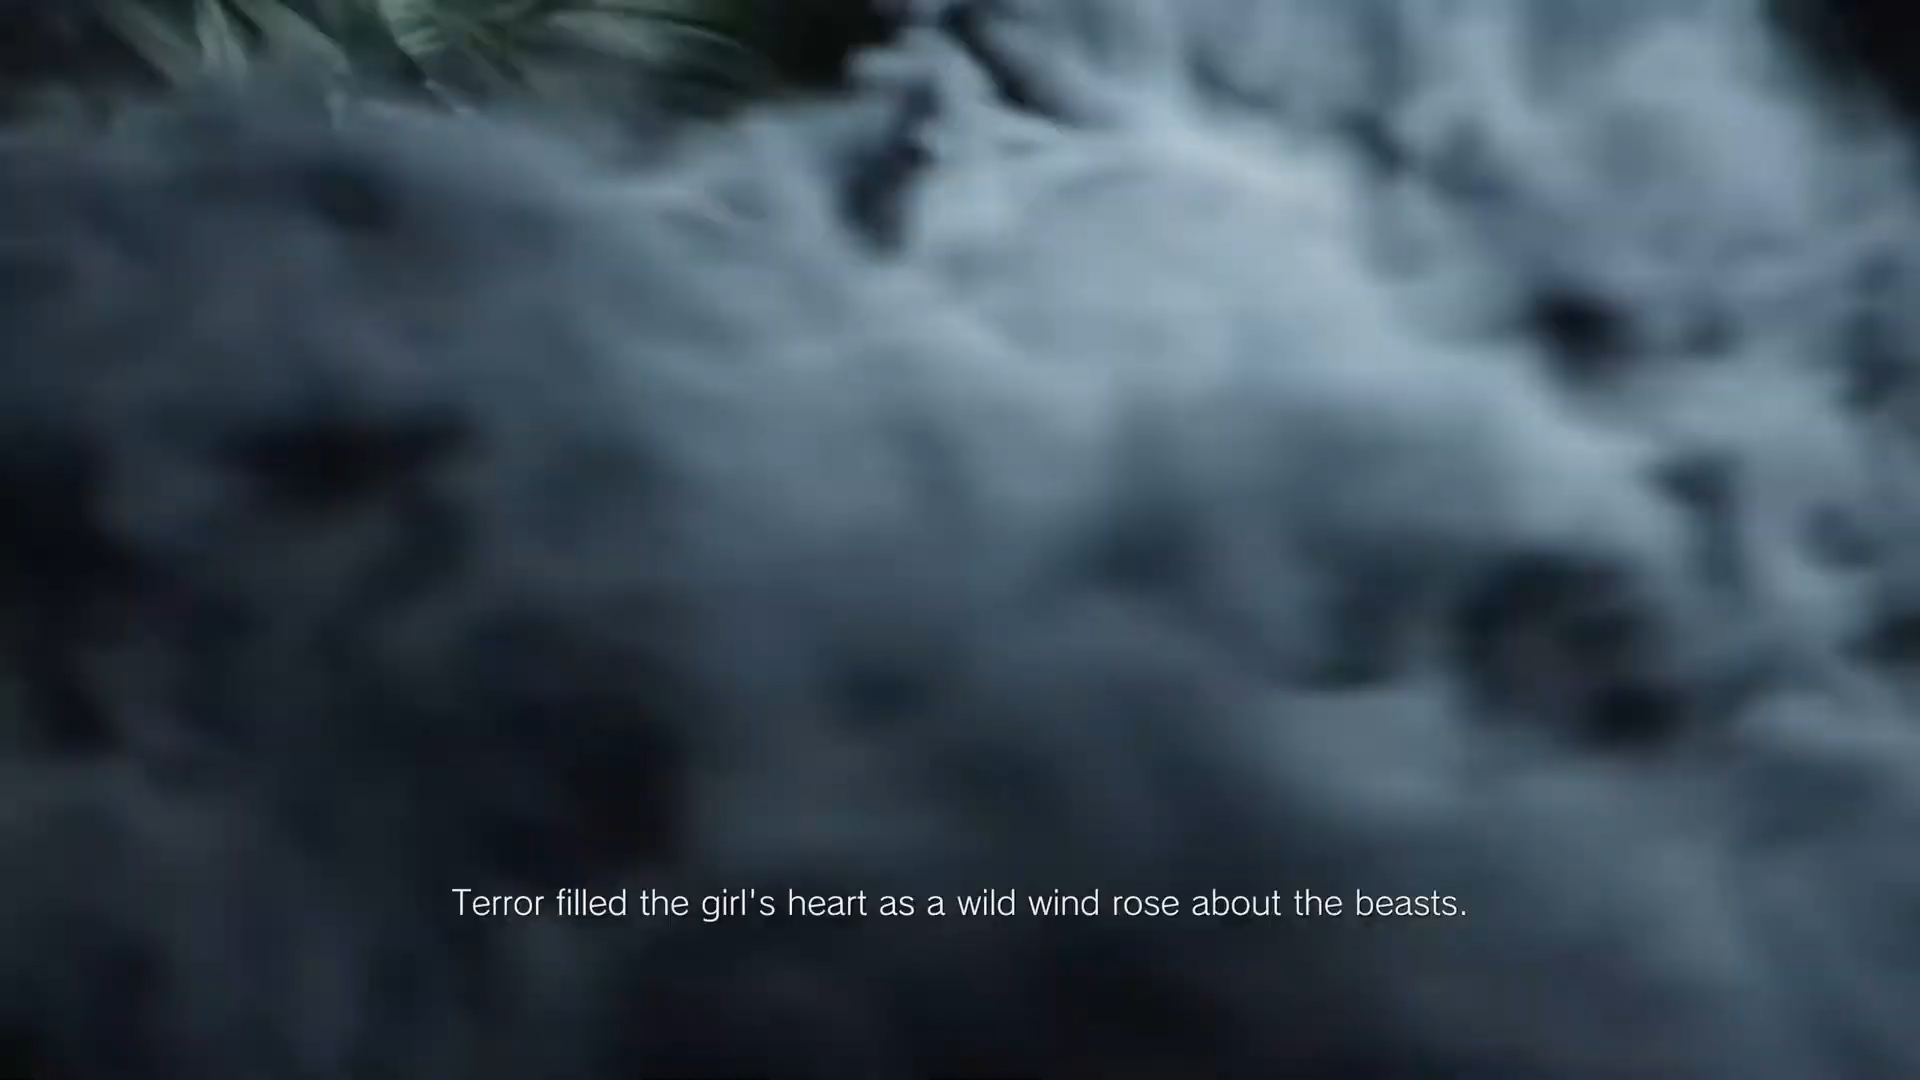 Terror filled the girl's heart as a wild wind rose about the beasts.